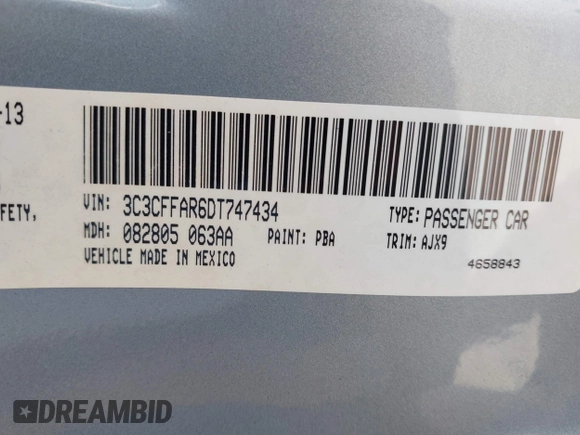 -13
FETY,
VIN: 3C3CFFAR6DT747434
TYPE: PASSENGER CAR
MDH: 082805 063AA
PAINT: PBA
TRIM: AJX9
VEHICLE MADE IN MEXICO
4658843
DREAMBID